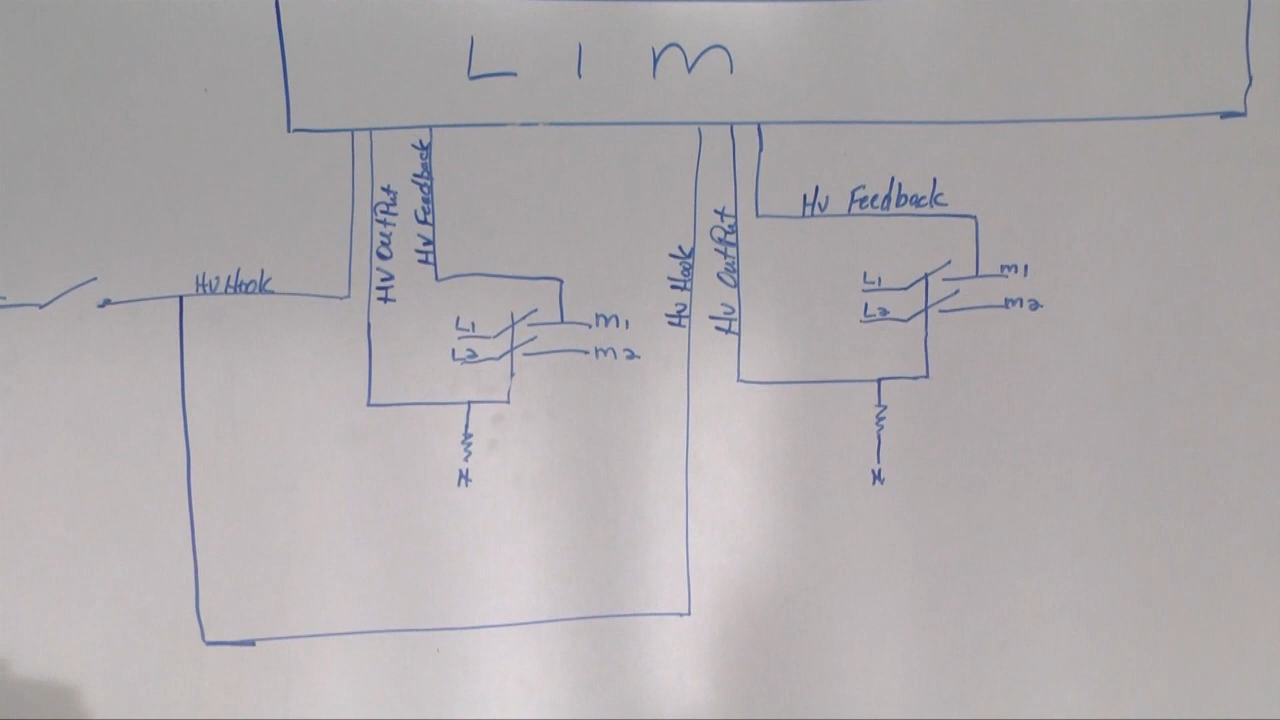 L I M
HV OutPut
HV Feedback
HV Hook
L1
L2
M1
M2
X
HV Hook
HV OutPut
HV Feedback
L1
L2
M1
M2
X